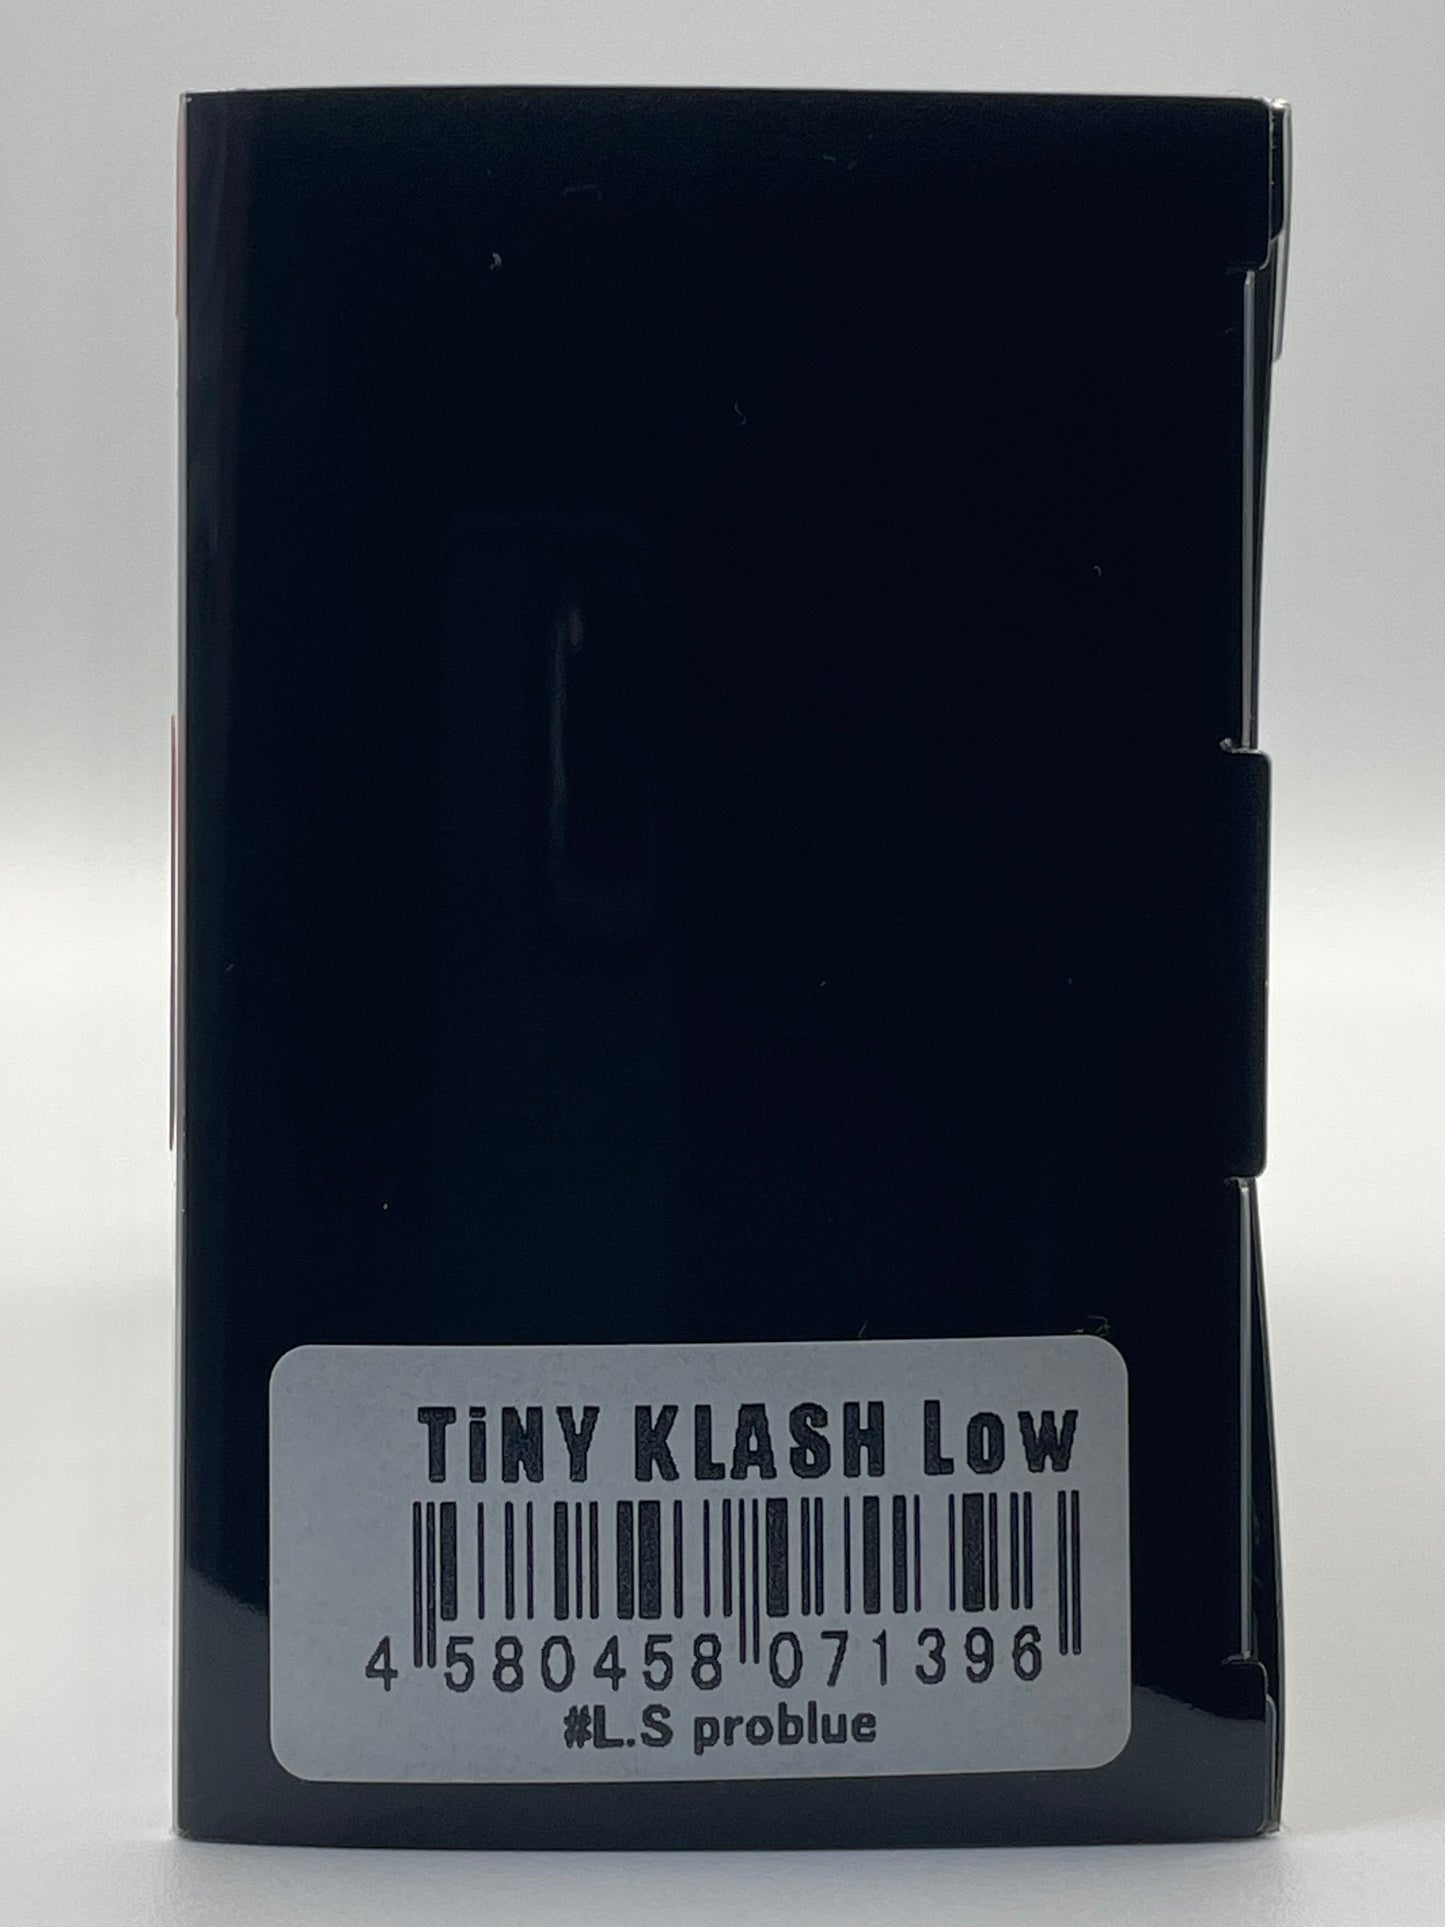 TiNY KLASH Low
4 580458 071396
#L.S problue